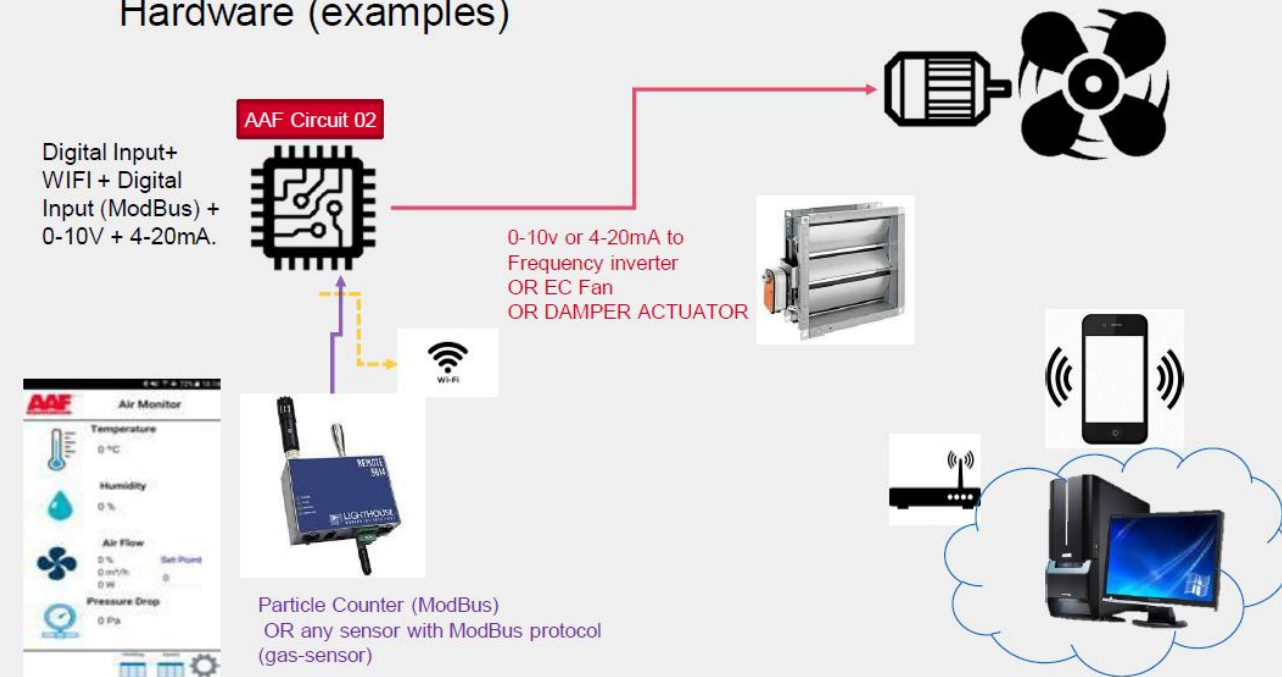 Hardware (examples)
AAF Circuit 02
Digital Input+
WIFI + Digital
Input (ModBus) +
0-10V + 4-20mA.
0-10v or 4-20mA to
Frequency inverter
OR EC Fan
OR DAMPER ACTUATOR
Wi-Fi
AAF
Air Monitor
Temperature
0 °C
Humidity
0 %
Air Flow
0 %
Set Point
0 m³/h
0
0 W
Pressure Drop
0 Pa
REMOTE
5014
LIGHTHOUSE
Particle Counter (ModBus)
OR any sensor with ModBus protocol
(gas-sensor)